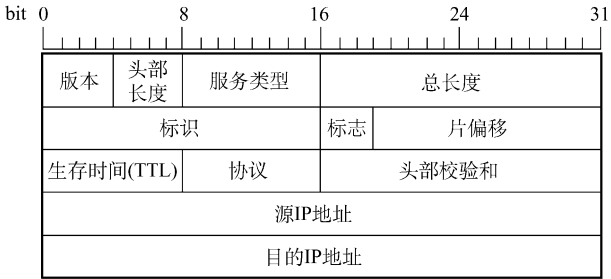 bit 0 8 16 24 31
版本 头部长度 服务类型 总长度
标识 标志 片偏移
生存时间(TTL) 协议 头部校验和
源IP地址
目的IP地址